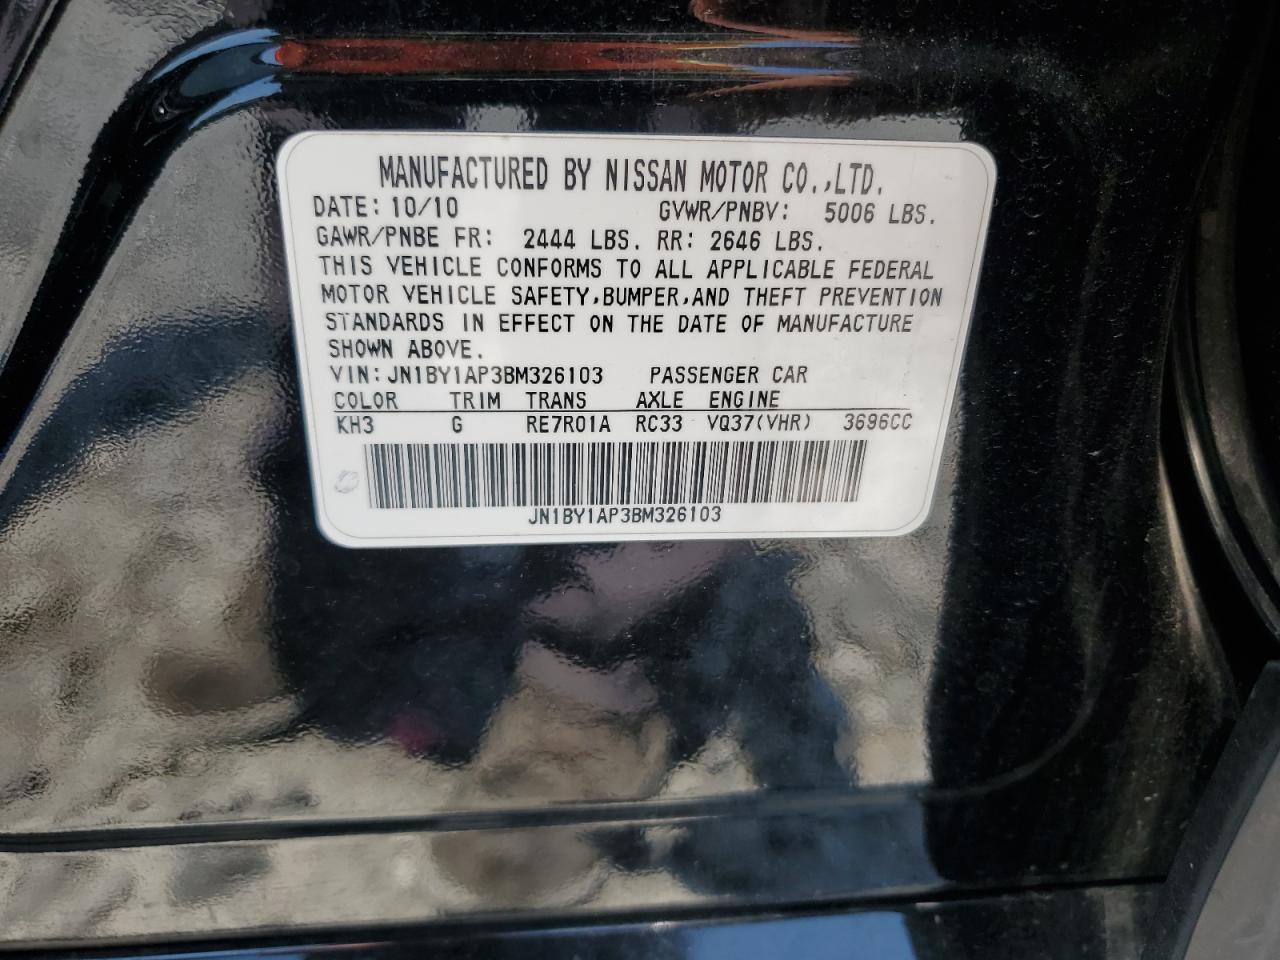 MANUFACTURED BY NISSAN MOTOR CO.,LTD.
DATE: 10/10 GVWR/PNBV: 5006 LBS.
GAWR/PNBE FR: 2444 LBS. RR: 2646 LBS.
THIS VEHICLE CONFORMS TO ALL APPLICABLE FEDERAL
MOTOR VEHICLE SAFETY,BUMPER,AND THEFT PREVENTION
STANDARDS IN EFFECT ON THE DATE OF MANUFACTURE
SHOWN ABOVE.
VIN:JN1BY1AP3BM326103 PASSENGER CAR
COLOR TRIM TRANS AXLE ENGINE
KH3 G RE7R01A RC33 VQ37(VHR) 3696CC
JN1BY1AP3BM326103